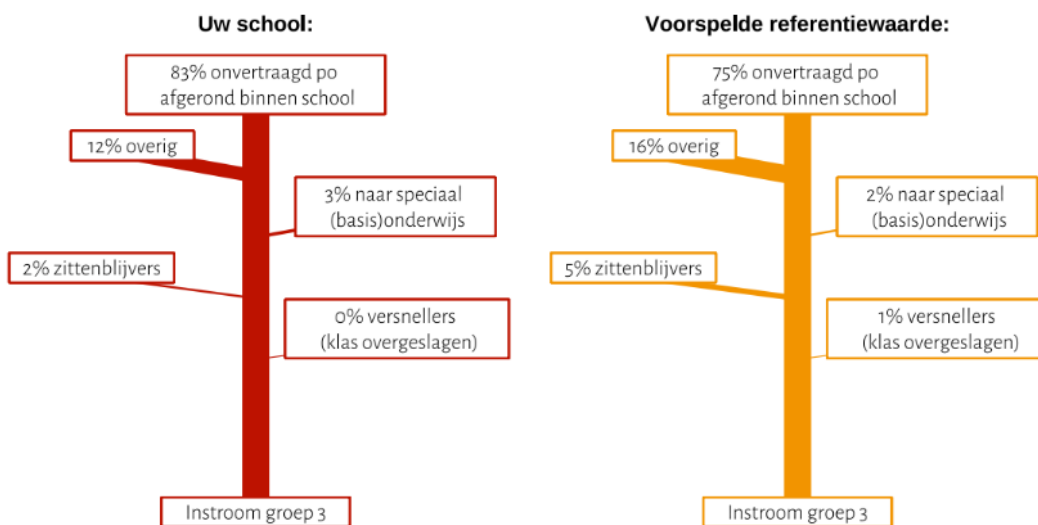 Uw school:
83% onvertraagd po
afgerond binnen school
12% overig
3% naar speciaal
(basis)onderwijs
2% zittenblijvers
0% versnellers
(klas overgeslagen)
Instroom groep 3
Voorspelde referentiewaarde:
75% onvertraagd po
afgerond binnen school
16% overig
2% naar speciaal
(basis)onderwijs
5% zittenblijvers
1% versnellers
(klas overgeslagen)
Instroom groep 3